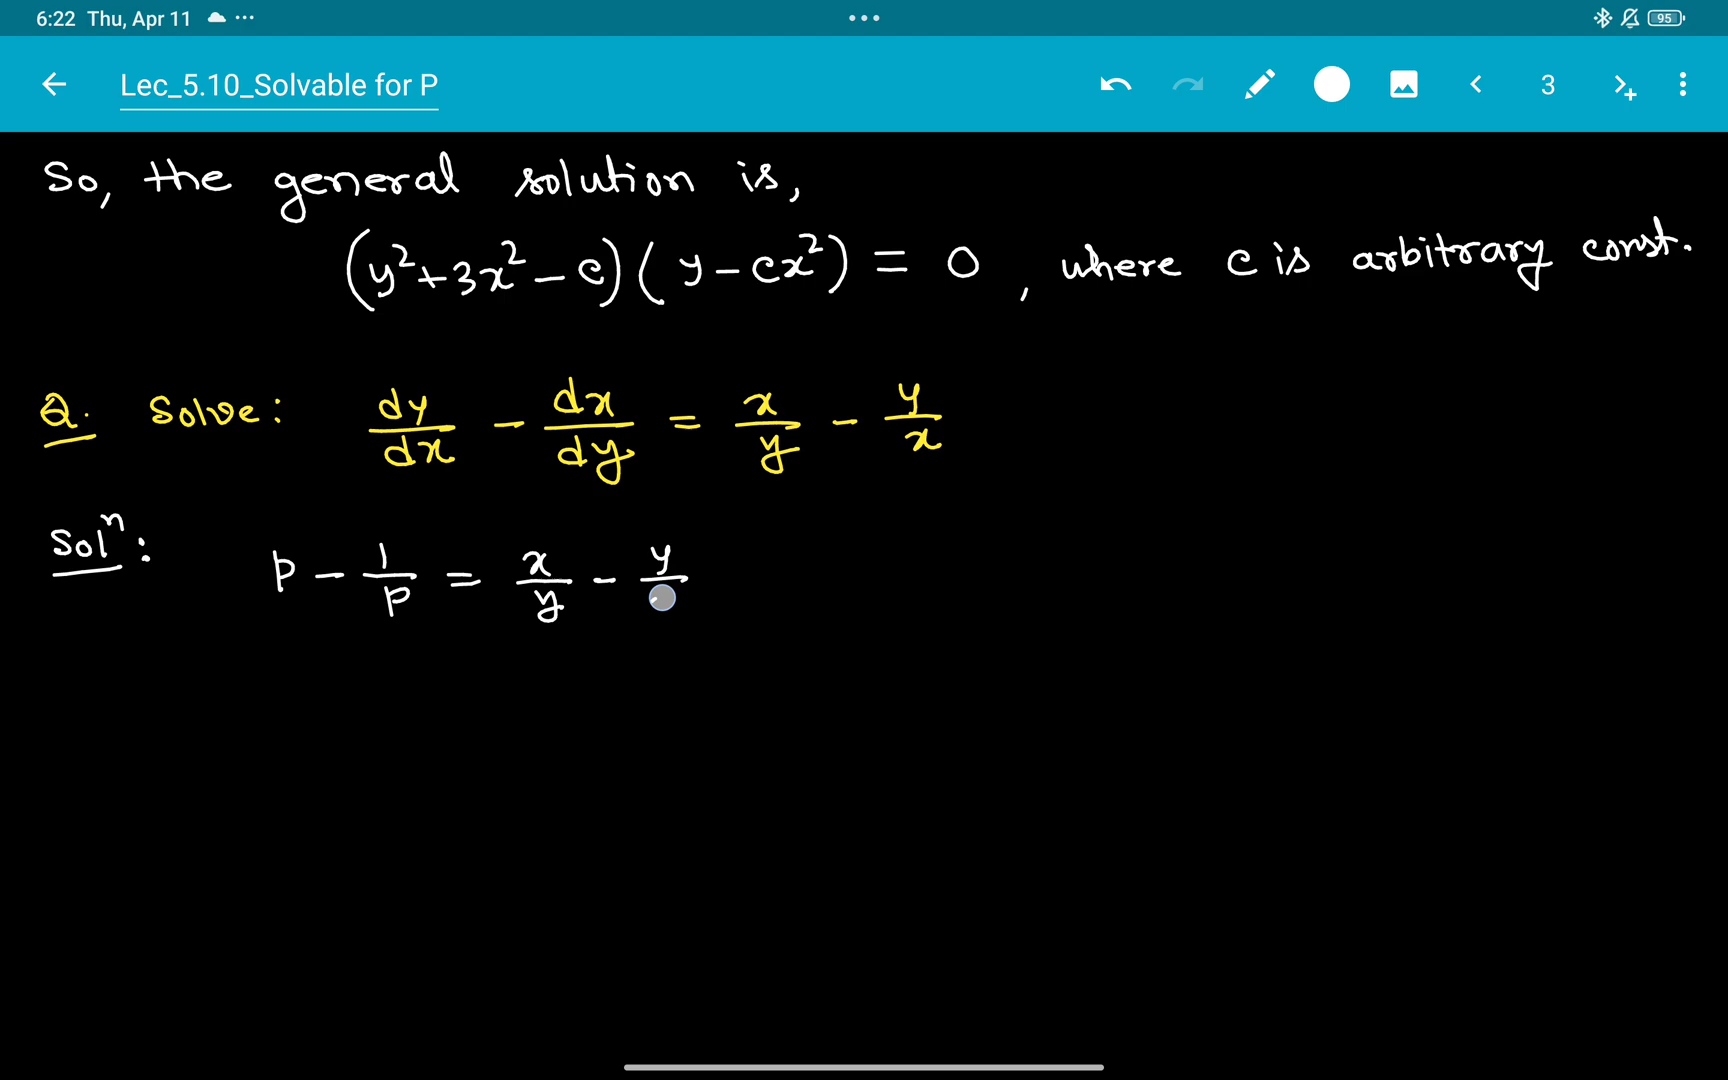 6:22 Thu, Apr 11
95
Lec_5.10_Solvable for P
3
So, the general solution is,
(y²+3x²-c)(y-cx²) = 0, where c is arbitrary const.
Q. Solve: dy/dx - dx/dy = x/y - y/x
Solⁿ: p - 1/p = x/y - y/